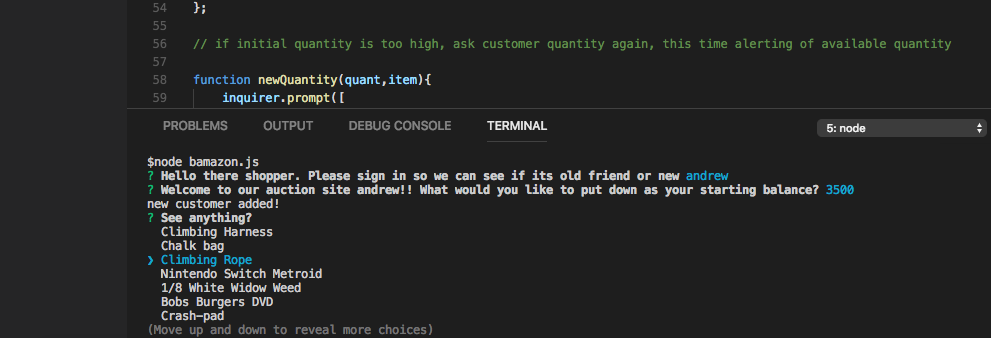 54 };
55
56 // if initial quantity is too high, ask customer quantity again, this time alerting of available quantity
57
58 function newQuantity(quant,item){
59 inquirer.prompt([
PROBLEMS OUTPUT DEBUG CONSOLE TERMINAL 5: node
$node bamazon.js
? Hello there shopper. Please sign in so we can see if its old friend or new andrew
? Welcome to our auction site andrew!! What would you like to put down as your starting balance? 3500
new customer added!
? See anything?
Climbing Harness
Chalk bag
❯ Climbing Rope
Nintendo Switch Metroid
1/8 White Widow Weed
Bobs Burgers DVD
Crash-pad
(Move up and down to reveal more choices)